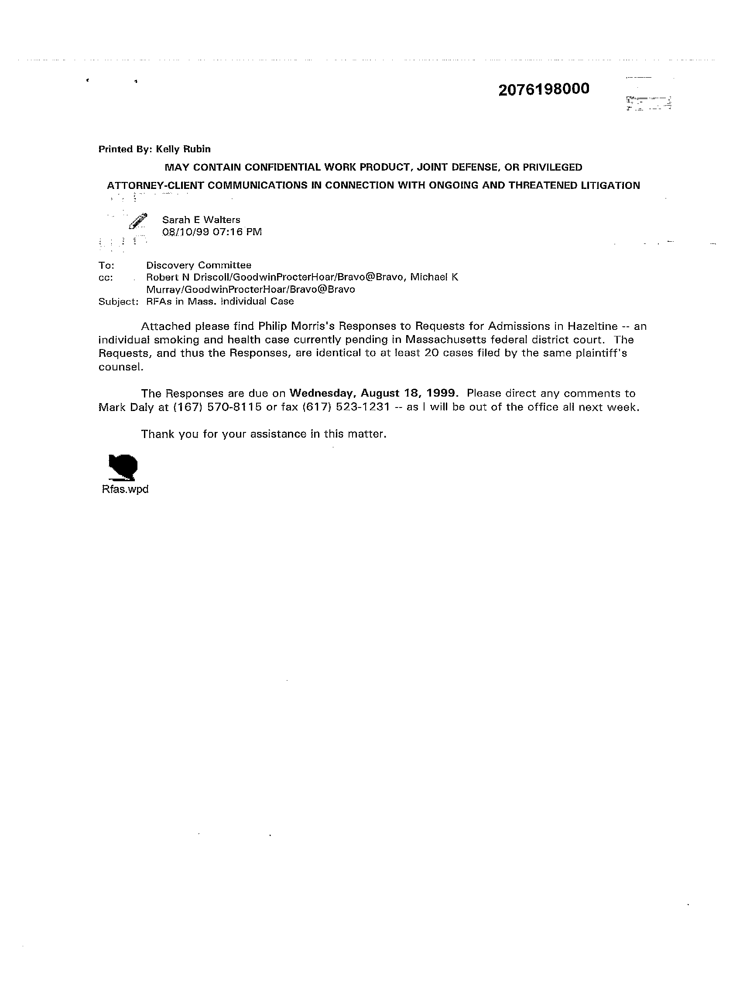 2076198000
Printed By: Kelly Rubin
MAY CONTAIN CONFIDENTIAL WORK PRODUCT, JOINT DEFENSE, OR PRIVILEGED
ATTORNEY-CLIENT COMMUNICATIONS IN CONNECTION WITH ONGOING AND THREATENED LITIGATION
Sarah E Walters
08/10/99 07:16 PM
To: Discovery Committee
cc: Robert N Driscoll/GoodwinProcterHoar/Bravo@Bravo, Michael K
Murray/GoodwinProcterHoar/Bravo@Bravo
Subject: RFAs in Mass. Individual Case
Attached please find Philip Morris's Responses to Requests for Admissions in Hazeltine -- an
individual smoking and health case currently pending in Massachusetts federal district court. The
Requests, and thus the Responses, are identical to at least 20 cases filed by the same plaintiff's
counsel.
The Responses are due on Wednesday, August 18, 1999. Please direct any comments to
Mark Daly at (167) 570-8115 or fax (617) 523-1231 -- as I will be out of the office all next week.
Thank you for your assistance in this matter.
Rfas.wpd